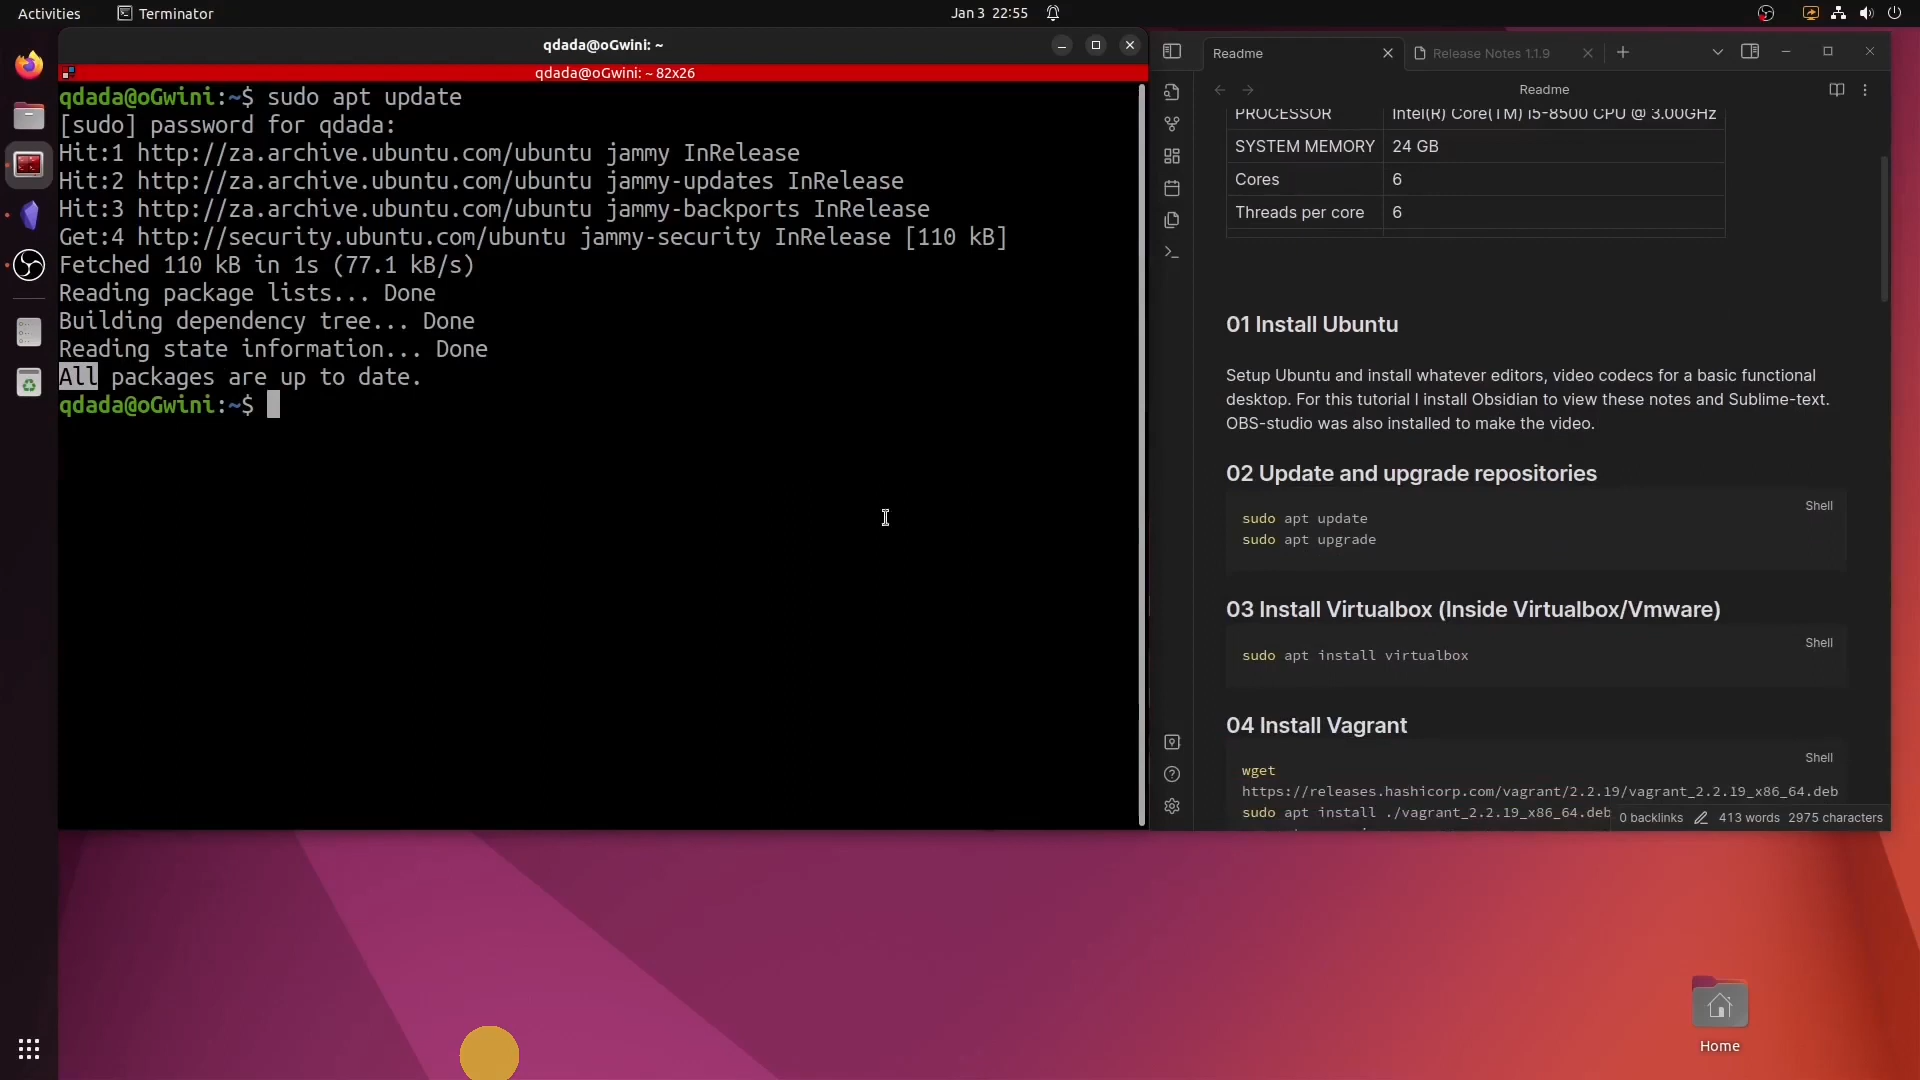 Activities
Terminator
Jan 3 22:55
qdada@oGwini: ~
qdada@oGwini: ~ 82x26
qdada@oGwini:~$ sudo apt update
[sudo] password for qdada:
Hit:1 http://za.archive.ubuntu.com/ubuntu jammy InRelease
Hit:2 http://za.archive.ubuntu.com/ubuntu jammy-updates InRelease
Hit:3 http://za.archive.ubuntu.com/ubuntu jammy-backports InRelease
Get:4 http://security.ubuntu.com/ubuntu jammy-security InRelease [110 kB]
Fetched 110 kB in 1s (77.1 kB/s)
Reading package lists... Done
Building dependency tree... Done
Reading state information... Done
All packages are up to date.
qdada@oGwini:~$
Readme
Release Notes 1.1.9
Readme
PROCESSOR Intel(R) Core(TM) i5-8500 CPU @ 3.00GHz
SYSTEM MEMORY 24 GB
Cores 6
Threads per core 6
01 Install Ubuntu
Setup Ubuntu and install whatever editors, video codecs for a basic functional
desktop. For this tutorial I install Obsidian to view these notes and Sublime-text.
OBS-studio was also installed to make the video.
02 Update and upgrade repositories
Shell
sudo apt update
sudo apt upgrade
03 Install Virtualbox (Inside Virtualbox/Vmware)
Shell
sudo apt install virtualbox
04 Install Vagrant
Shell
wget
https://releases.hashicorp.com/vagrant/2.2.19/vagrant_2.2.19_x86_64.deb
sudo apt install ./vagrant_2.2.19_x86_64.deb
0 backlinks
413 words
2975 characters
Home